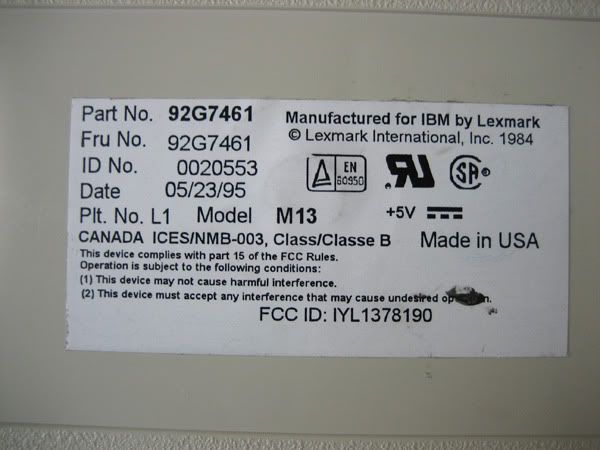 Part No. 92G7461
Fru No. 92G7461
ID No. 0020553
Date 05/23/95
Plt. No. L1 Model M13
Manufactured for IBM by Lexmark
© Lexmark International, Inc. 1984
EN
60950
+5V
CANADA ICES/NMB-003, Class/Classe B Made in USA
This device complies with part 15 of the FCC Rules.
Operation is subject to the following conditions:
(1) This device may not cause harmful interference.
(2) This device must accept any interference that may cause undesired
FCC ID: IYL1378190